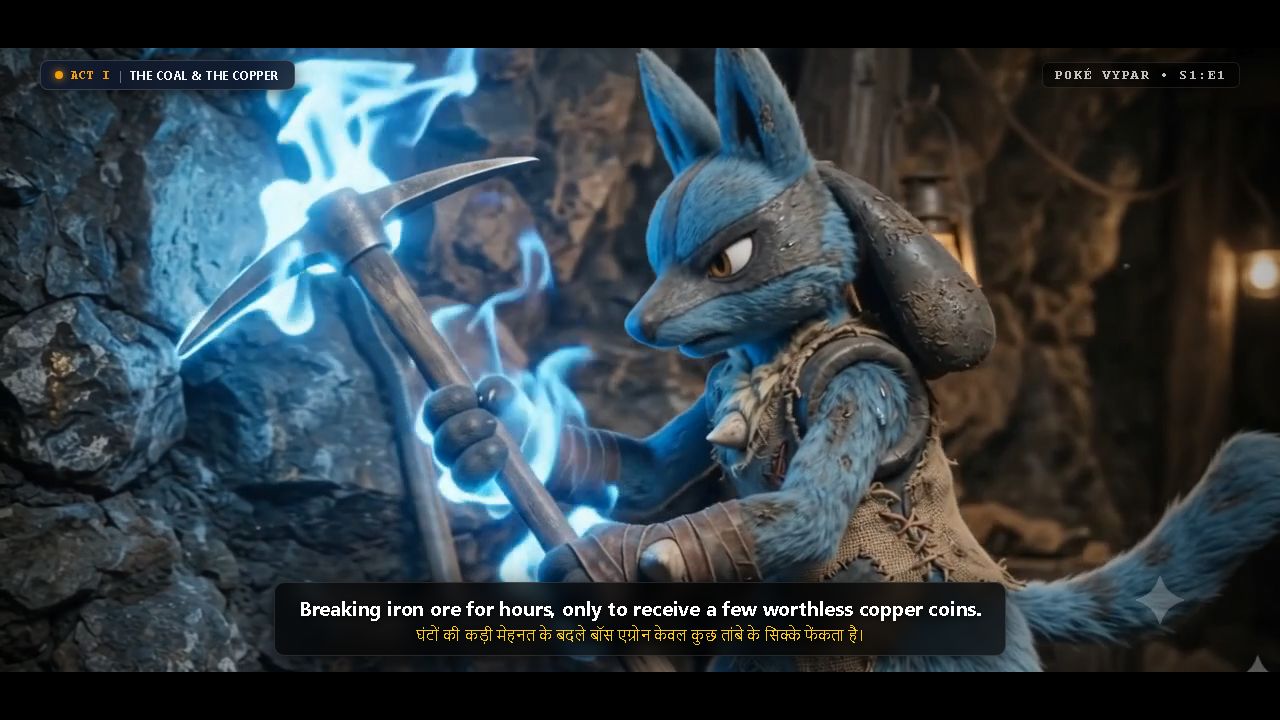 ACT I | THE COAL & THE COPPER
POKÉ VYPAR • S1:E1
Breaking iron ore for hours, only to receive a few worthless copper coins.
घंटों की कड़ी मेहनत के बदले बॉस एग्रोन केवल कुछ तांबे के सिक्के फेंकता है।